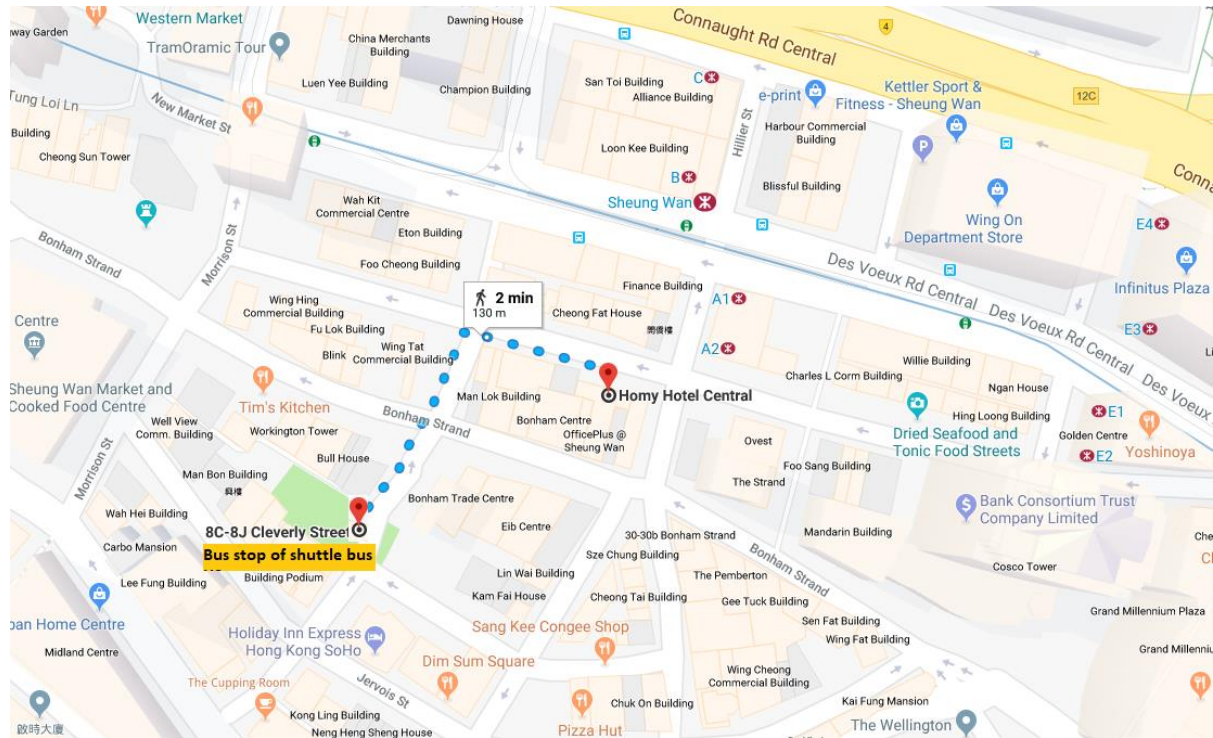 Western Market
way Garden
TramOramic Tour
China Merchants
Building
Dawning House
Luen Yee Building
Champion Building
San Toi Building
Alliance Building
C
Connaught Rd Central
4
e-print
Kettler Sport &
Fitness - Sheung Wan
12C
Harbour Commercial
Building
Hillier St
P
Tung Loi Ln
New Market St
Building
Cheong Sun Tower
Loon Kee Building
B
Sheung Wan
Blissful Building
Wing On
Department Store
E4
Infinitus Plaza
Wah Kit
Commercial Centre
Eton Building
Foo Cheong Building
Morrison St
Bonham Strand
Des Voeux Rd Central
Des Voeux Rd Central
Des Voeux
Finance Building
A1
E3
2 min
130 m
Wing Hing
Commercial Building
Fu Lok Building
Cheong Fat House
Centre
Blink
Wing Tat
Commercial Building
A2
Willie Building
Charles L Corm Building
Ngan House
Sheung Wan Market and
Cooked Food Centre
Tim's Kitchen
Man Lok Building
Homy Hotel Central
Hing Loong Building
E1
Golden Centre
E2
Yoshinoya
Bonham Strand
Bonham Centre
OfficePlus @
Sheung Wan
Dried Seafood and
Tonic Food Streets
Well View
Comm. Building
Workington Tower
Bull House
Ovest
Foo Sang Building
The Strand
Man Bon Building
Morrison St
Bonham Trade Centre
Bank Consortium Trust
Company Limited
Wah Hei Building
8C-8J Cleverly Street
Eib Centre
30-30b Bonham Strand
Mandarin Building
Carbo Mansion
Bus stop of shuttle bus
Sze Chung Building
Bonham Strand
Cosco Tower
Lee Fung Building
Building Podium
Lin Wai Building
The Pemberton
Kam Fai House
Cheong Tai Building
Gee Tuck Building
Grand Millennium Plaza
pan Home Centre
Holiday Inn Express
Hong Kong SoHo
Sang Kee Congee Shop
Sen Fat Building
Wing Fat Building
Midland Centre
Dim Sum Square
Wing Cheong
Commercial Building
The Cupping Room
Jervois St
Chuk On Building
Kai Fung Mansion
Kong Ling Building
Pizza Hut
The Wellington
啟時大廈
Neng Heng Sheng House